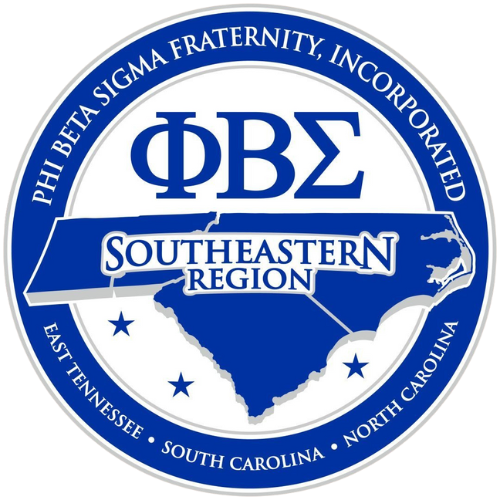 PHI BETA SIGMA FRATERNITY, INCORPORATED
ΦΒΣ
SOUTHEASTERN
REGION
EAST TENNESSEE • SOUTH CAROLINA • NORTH CAROLINA